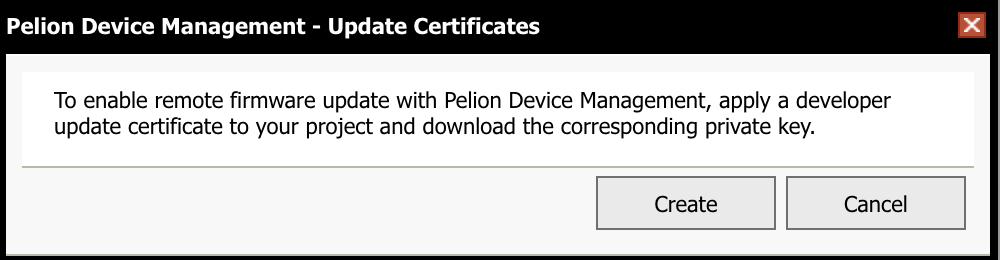 Pelion Device Management - Update Certificates
To enable remote firmware update with Pelion Device Management, apply a developer
update certificate to your project and download the corresponding private key.
Create Cancel